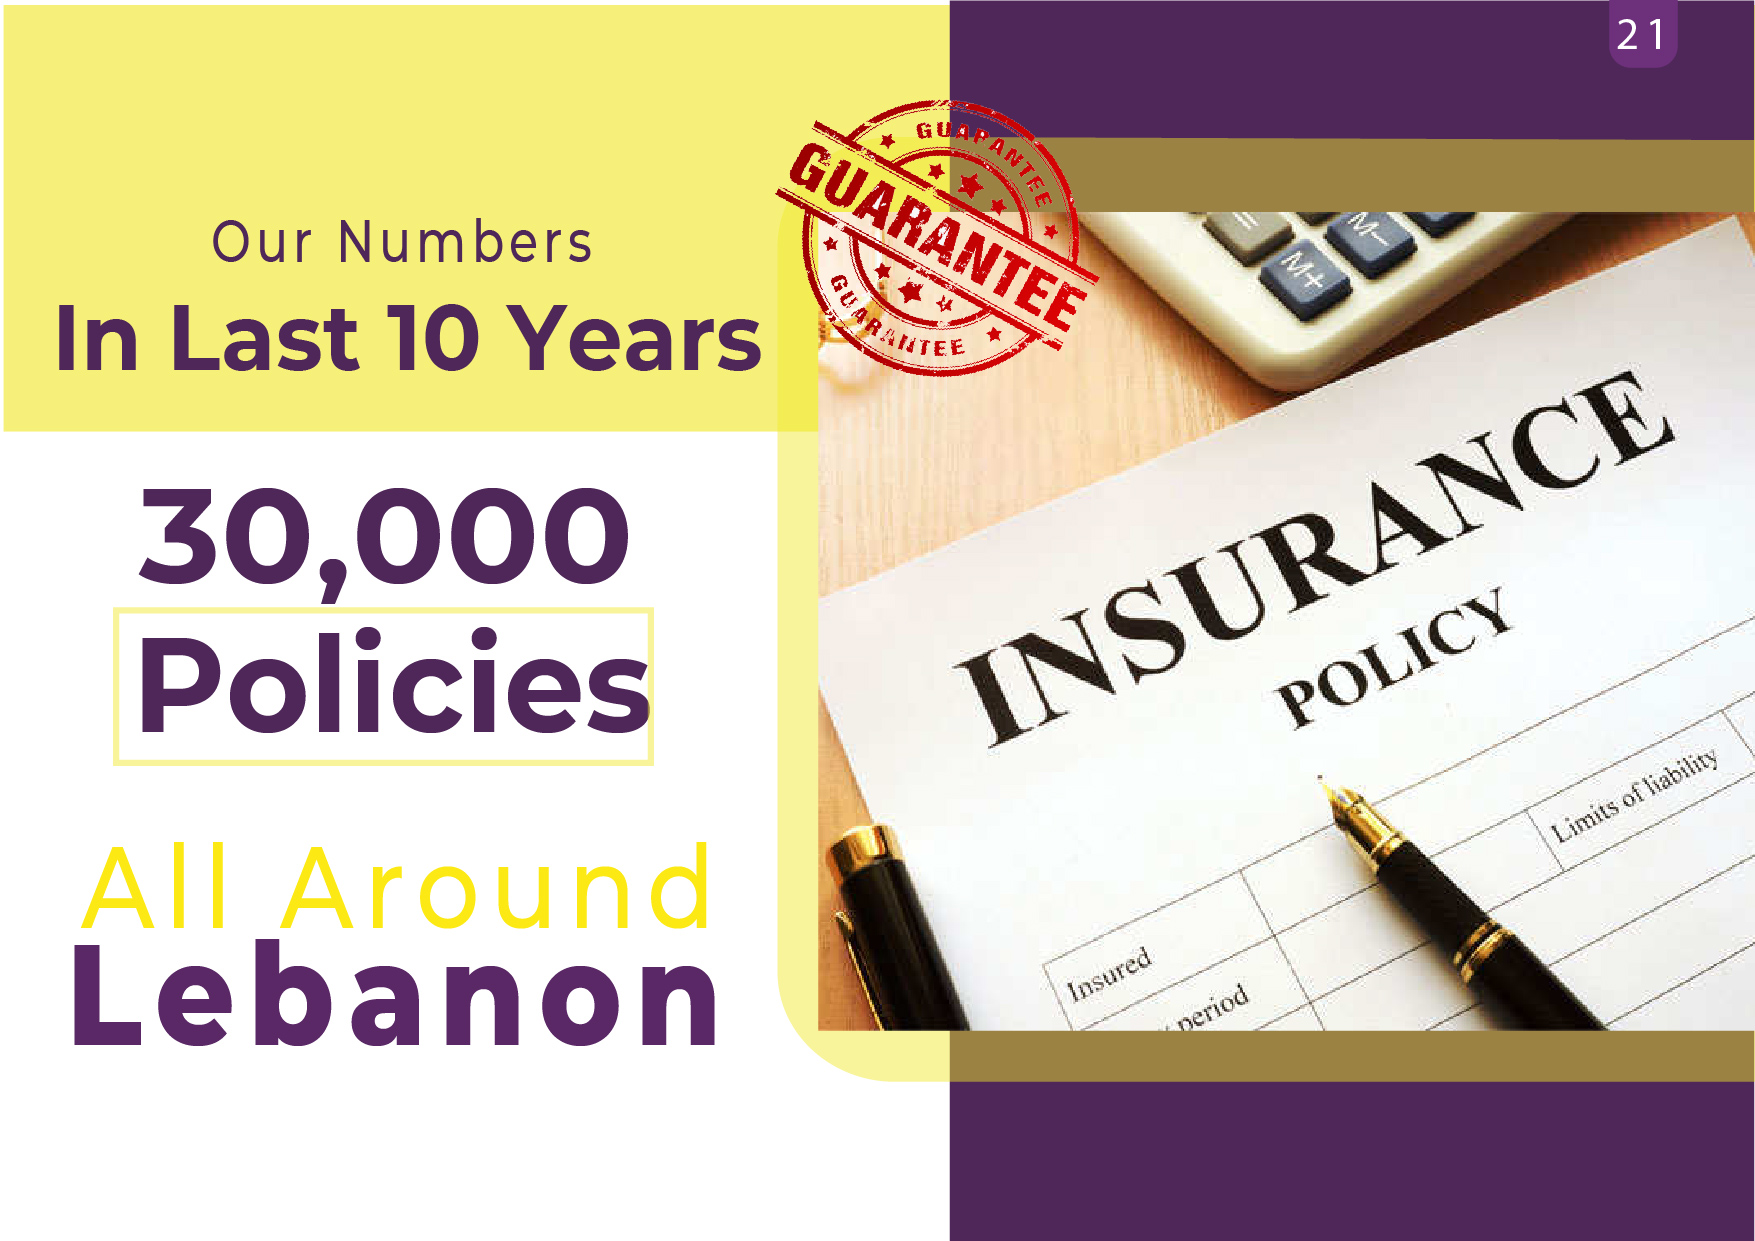 21
Our Numbers
In Last 10 Years
30,000
Policies
All Around
Lebanon
GUARANTEE
GUARANTEE
GUARANTEE
=
M−
M+
INSURANCE
POLICY
Limits of liability
Insured
period